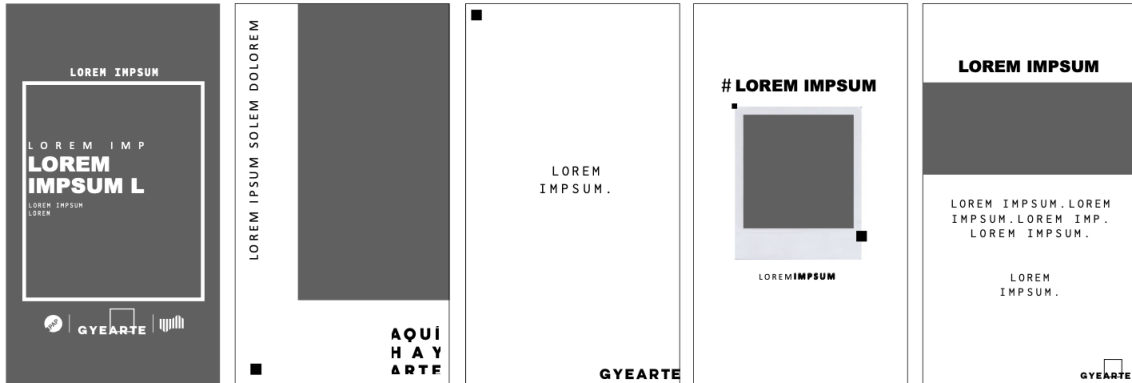 LOREM IMPSUM
LOREM IMP
LOREM
IMPSUM L
LOREM IMPSUM
LOREN
GYEARTE
LOREM IPSUM SOLEM DOLOREM
AQUÍ
HAY
ARTE
LOREM
IMPSUM.
GYEARTE
# LOREM IMPSUM
LOREMIMPSUM
LOREM IMPSUM
LOREM IMPSUM.LOREM
IMPSUM.LOREM IMP.
LOREM IMPSUM.
LOREM
IMPSUM.
GYEARTE